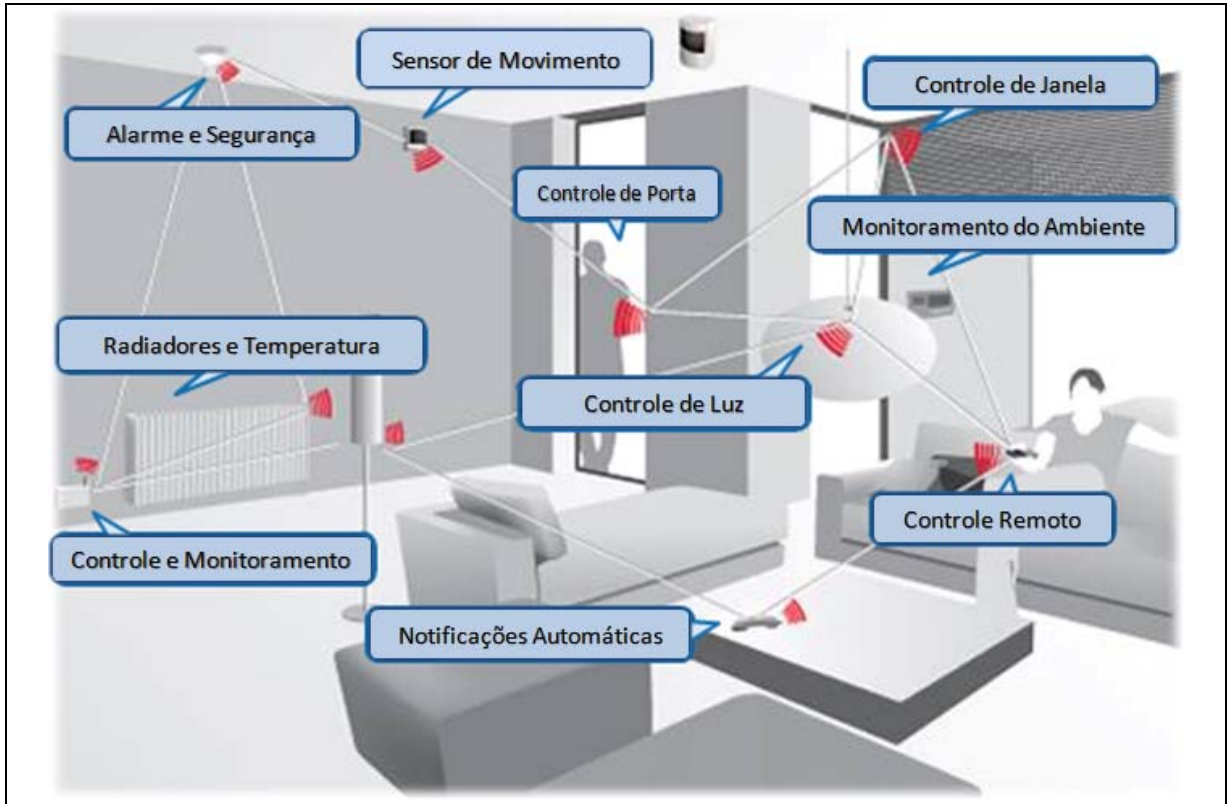 Sensor de Movimento
Controle de Janela
Alarme e Segurança
Controle de Porta
Monitoramento do Ambiente
Radiadores e Temperatura
Controle de Luz
Controle Remoto
Controle e Monitoramento
Notificações Automáticas